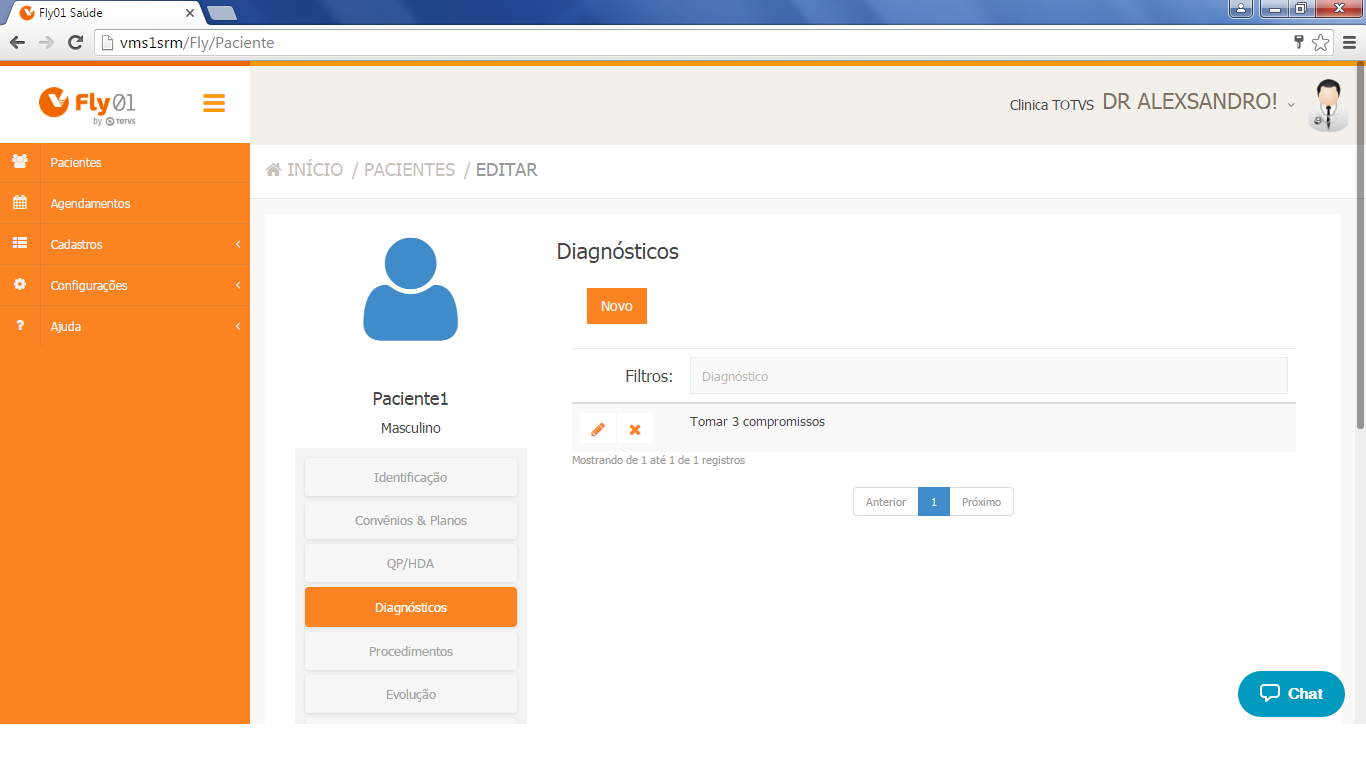 Fly01 Saúde
vms1srm/Fly/Paciente
Fly01
by TOTVS
Clinica TOTVS DR ALEXSANDRO!
Pacientes
Agendamentos
Cadastros
Configurações
Ajuda
INÍCIO / PACIENTES / EDITAR
Paciente1
Masculino
Identificação
Convênios & Planos
QP/HDA
Diagnósticos
Procedimentos
Evolução
Diagnósticos
Novo
Filtros: Diagnóstico
Tomar 3 compromissos
Mostrando de 1 até 1 de 1 registros
Anterior 1 Próximo
Chat